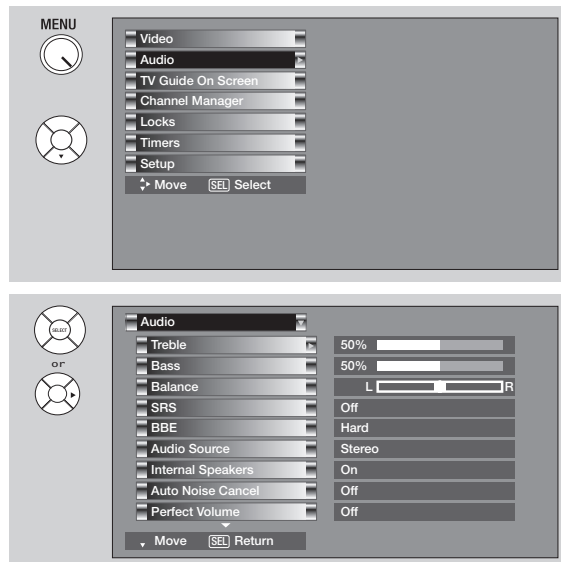 MENU
Video
Audio
TV Guide On Screen
Channel Manager
Locks
Timers
Setup
Move SEL Select
SELECT
or
Audio
Treble 50%
Bass 50%
Balance L R
SRS Off
BBE Hard
Audio Source Stereo
Internal Speakers On
Auto Noise Cancel Off
Perfect Volume Off
Move SEL Return